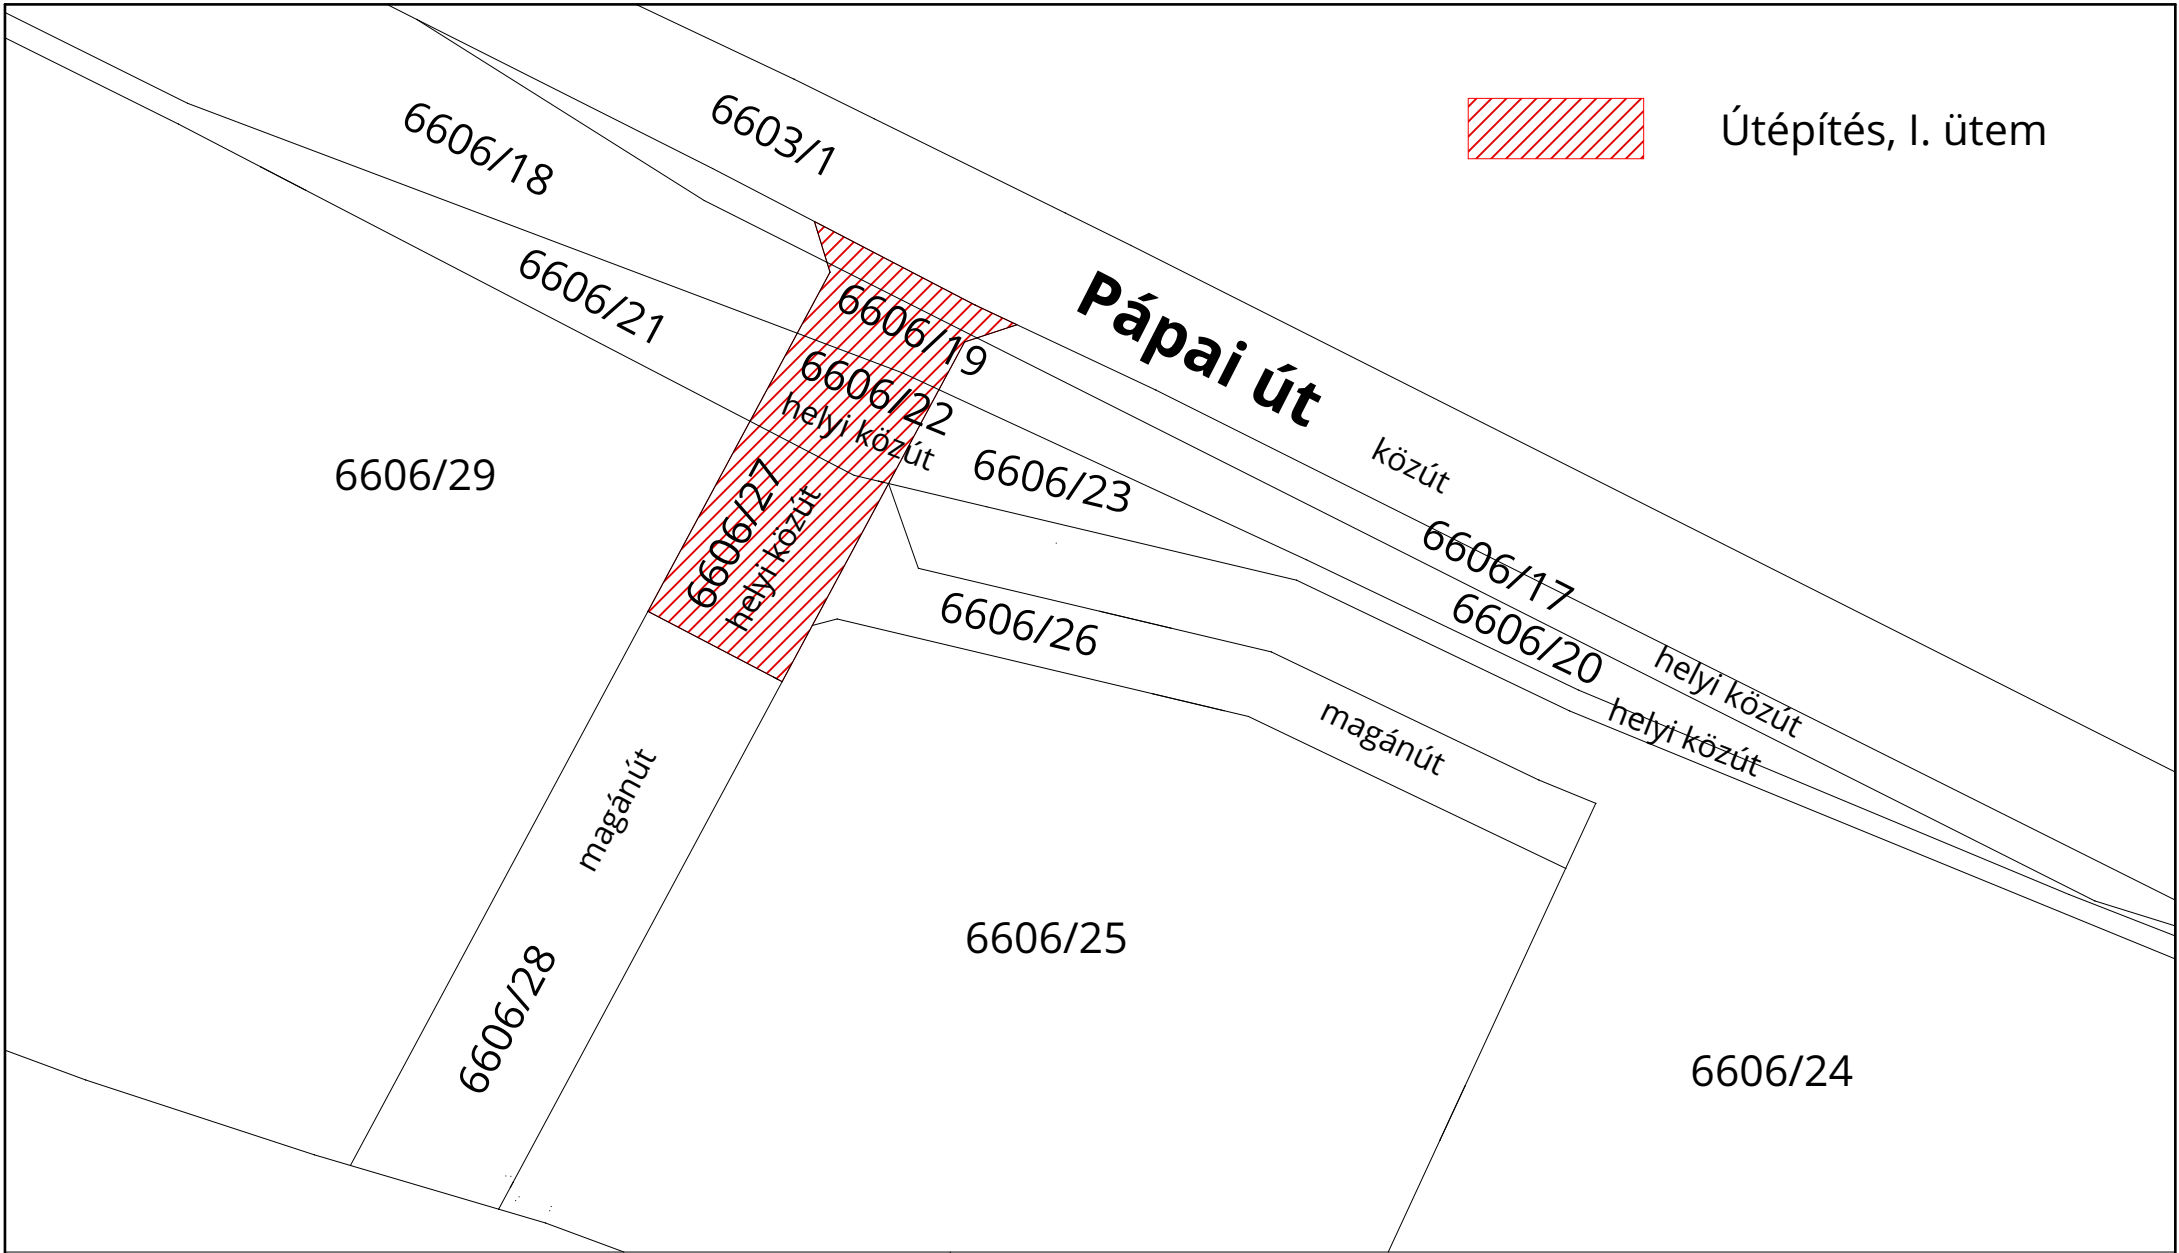 6603/1
6606/18
Útépítés, I. ütem
6606/21
6606/19
Pápai út
6606/22
helyi közút
közút
6606/29
6606/23
6606/27
helyi közút
6606/17
6606/26
6606/20
helyi közút
helyi közút
magánút
magánút
6606/25
6606/28
6606/24